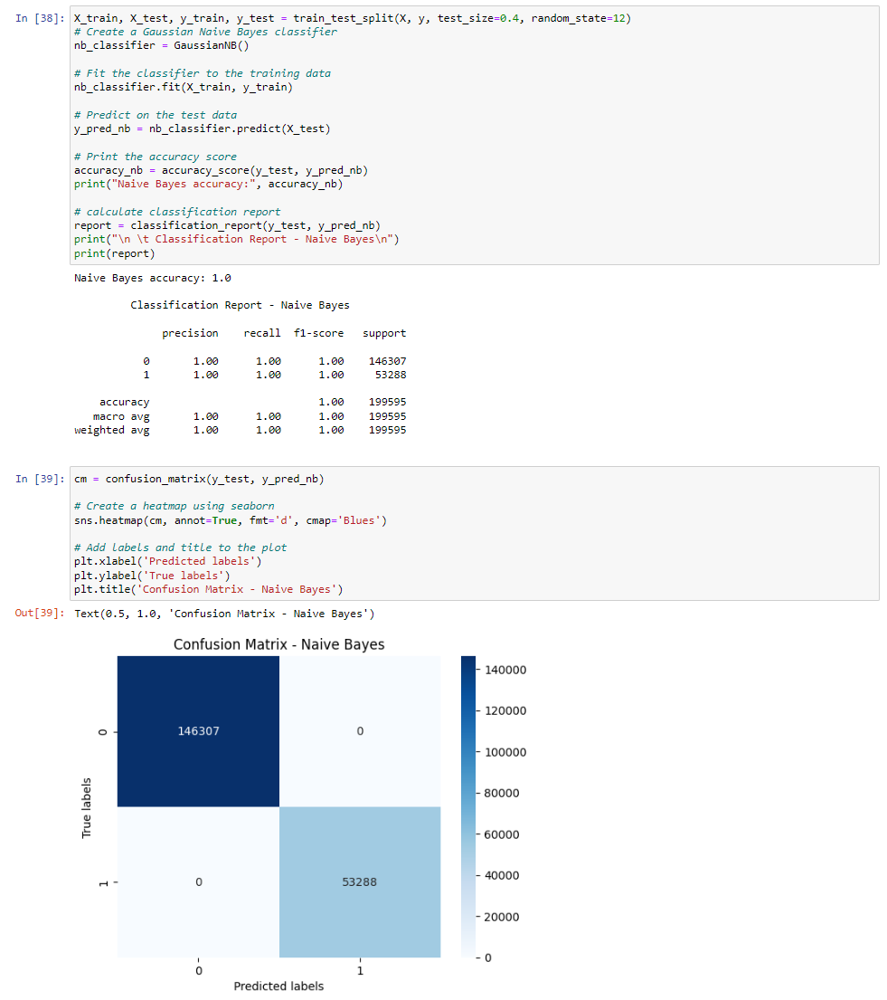 In [38]: X_train, X_test, y_train, y_test = train_test_split(X, y, test_size=0.4, random_state=12)
# Create a Gaussian Naive Bayes classifier
nb_classifier = GaussianNB()
# Fit the classifier to the training data
nb_classifier.fit(X_train, y_train)
# Predict on the test data
y_pred_nb = nb_classifier.predict(X_test)
# Print the accuracy score
accuracy_nb = accuracy_score(y_test, y_pred_nb)
print("Naive Bayes accuracy:", accuracy_nb)
# calculate classification report
report = classification_report(y_test, y_pred_nb)
print("\n \t Classification Report - Naive Bayes\n")
print(report)
Naive Bayes accuracy: 1.0
Classification Report - Naive Bayes
precision recall f1-score support
0 1.00 1.00 1.00 146307
1 1.00 1.00 1.00 53288
accuracy 1.00 199595
macro avg 1.00 1.00 1.00 199595
weighted avg 1.00 1.00 1.00 199595
In [39]: cm = confusion_matrix(y_test, y_pred_nb)
# Create a heatmap using seaborn
sns.heatmap(cm, annot=True, fmt='d', cmap='Blues')
# Add labels and title to the plot
plt.xlabel('Predicted labels')
plt.ylabel('True labels')
plt.title('Confusion Matrix - Naive Bayes')
Out[39]: Text(0.5, 1.0, 'Confusion Matrix - Naive Bayes')
Confusion Matrix - Naive Bayes
True labels
0
146307 0
1
0 53288
0 1
Predicted labels
140000
120000
100000
80000
60000
40000
20000
0